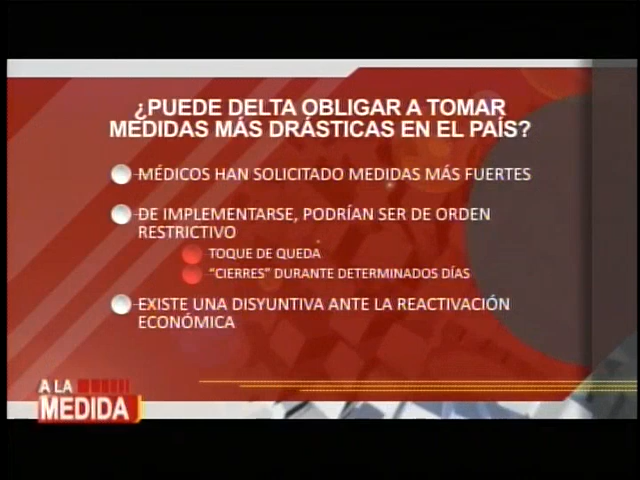 ¿PUEDE DELTA OBLIGAR A TOMAR
MEDIDAS MÁS DRÁSTICAS EN EL PAÍS?
MÉDICOS HAN SOLICITADO MEDIDAS MÁS FUERTES
DE IMPLEMENTARSE, PODRÍAN SER DE ORDEN
RESTRICTIVO
TOQUE DE QUEDA
“CIERRES” DURANTE DETERMINADOS DÍAS
EXISTE UNA DISYUNTIVA ANTE LA REACTIVACIÓN
ECONÓMICA
A LA
MEDIDA